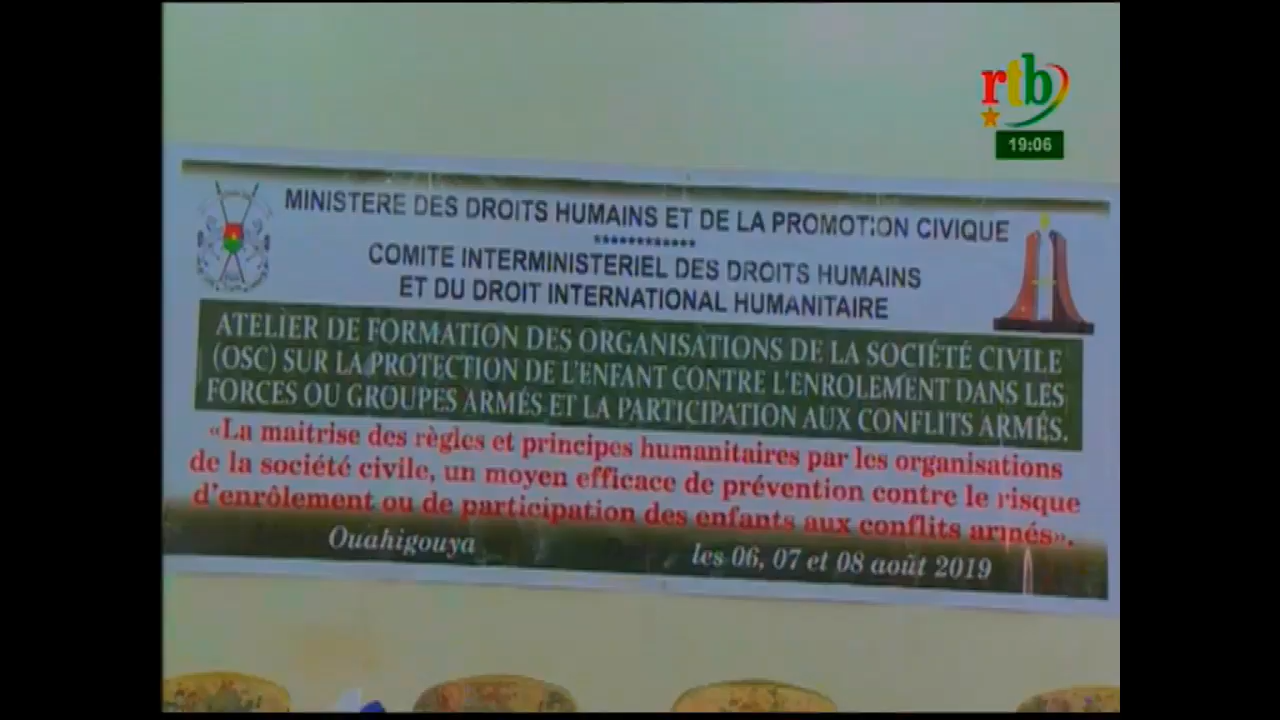 rtb
19:06
MINISTERE DES DROITS HUMAINS ET DE LA PROMOTION CIVIQUE
************
COMITE INTERMINISTERIEL DES DROITS HUMAINS
ET DU DROIT INTERNATIONAL HUMANITAIRE
ATELIER DE FORMATION DES ORGANISATIONS DE LA SOCIÉTÉ CIVILE
(OSC) SUR LA PROTECTION DE L'ENFANT CONTRE L'ENROLEMENT DANS LES
FORCES OU GROUPES ARMÉS ET LA PARTICIPATION AUX CONFLITS ARMÉS.
«La maitrise des règles et principes humanitaires par les organisations
de la société civile, un moyen efficace de prévention contre le risque
d'enrôlement ou de participation des enfants aux conflits armés».
Ouahigouya les 06, 07 et 08 août 2019